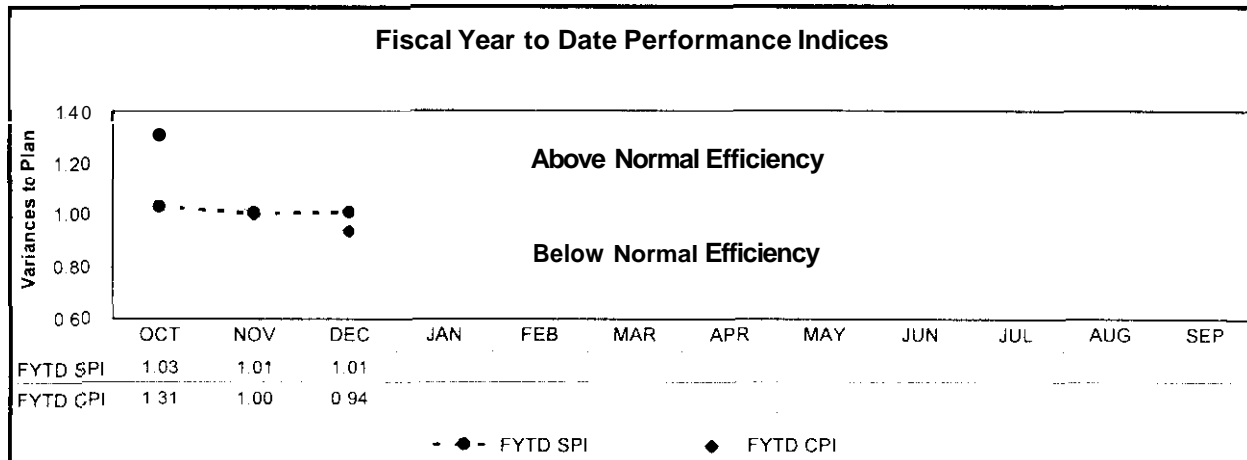 Fiscal Year to Date Performance Indices
Variances to Plan
1.40
1.20
1.00
0.80
0.60
Above Normal Efficiency
Below Normal Efficiency
OCT NOV DEC JAN FEB MAR APR MAY JUN JUL AUG SEP
FYTD SPI 1.03 1.01 1.01
FYTD CPI 1.31 1.00 0.94
FYTD SPI FYTD CPI